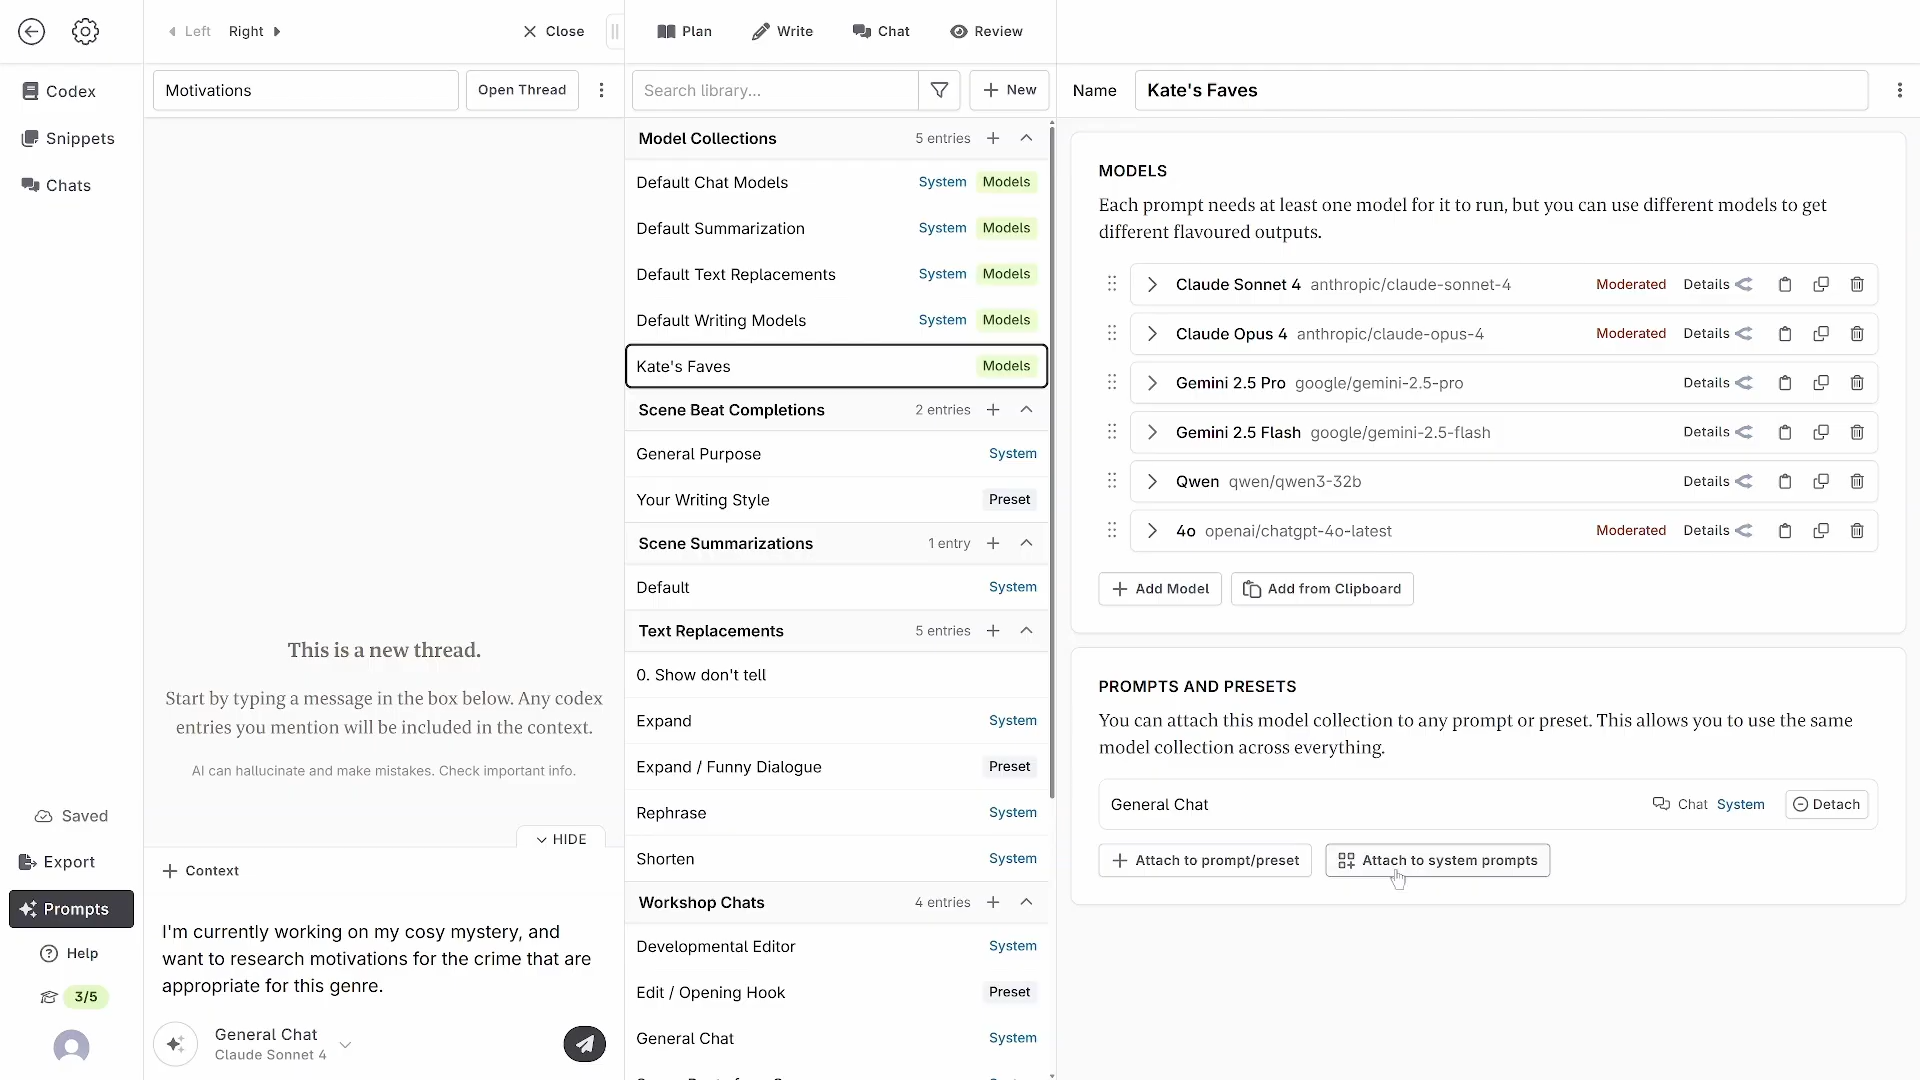 Left
Right
Close
Plan
Write
Chat
Review
Codex
Snippets
Chats
Saved
Export
Prompts
Help
3/5
Motivations
Open Thread
This is a new thread.
Start by typing a message in the box below. Any codex
entries you mention will be included in the context.
AI can hallucinate and make mistakes. Check important info.
HIDE
Context
I'm currently working on my cosy mystery, and
want to research motivations for the crime that are
appropriate for this genre.
General Chat
Claude Sonnet 4
Search library...
New
Model Collections 5 entries
Default Chat Models System Models
Default Summarization System Models
Default Text Replacements System Models
Default Writing Models System Models
Kate's Faves Models
Scene Beat Completions 2 entries
General Purpose System
Your Writing Style Preset
Scene Summarizations 1 entry
Default System
Text Replacements 5 entries
0. Show don't tell
Expand System
Expand / Funny Dialogue Preset
Rephrase System
Shorten System
Workshop Chats 4 entries
Developmental Editor System
Edit / Opening Hook Preset
General Chat System
Name Kate's Faves
MODELS
Each prompt needs at least one model for it to run, but you can use different models to get
different flavoured outputs.
Claude Sonnet 4 anthropic/claude-sonnet-4 Moderated Details
Claude Opus 4 anthropic/claude-opus-4 Moderated Details
Gemini 2.5 Pro google/gemini-2.5-pro Details
Gemini 2.5 Flash google/gemini-2.5-flash Details
Qwen qwen/qwen3-32b Details
4o openai/chatgpt-4o-latest Moderated Details
Add Model
Add from Clipboard
PROMPTS AND PRESETS
You can attach this model collection to any prompt or preset. This allows you to use the same
model collection across everything.
General Chat Chat System Detach
Attach to prompt/preset
Attach to system prompts